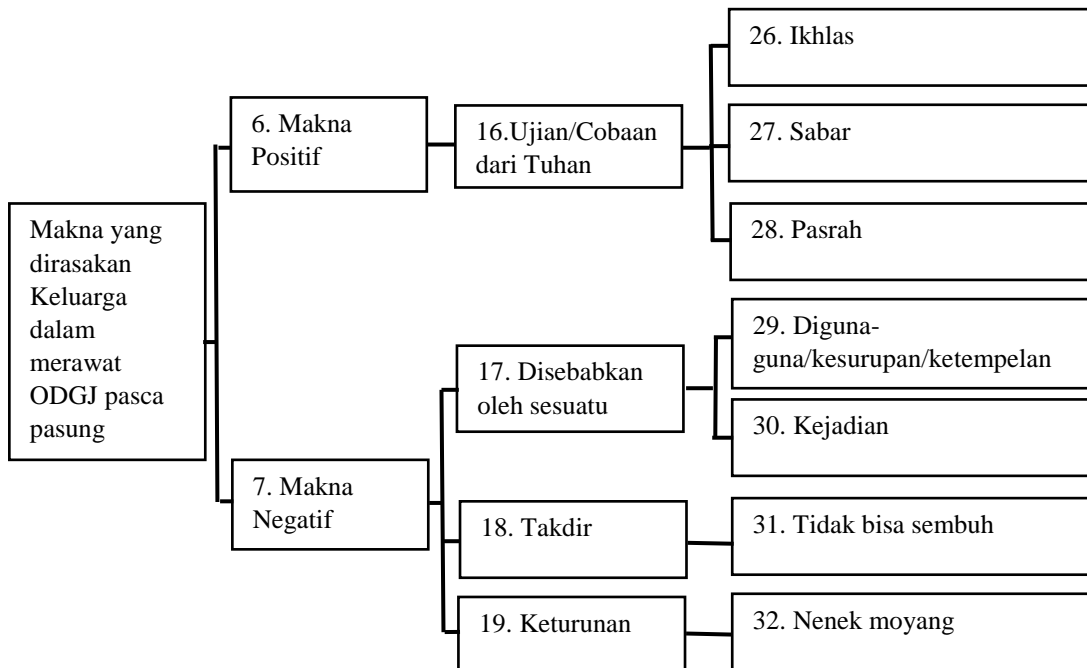 Makna yang
dirasakan
Keluarga
dalam
merawat
ODGJ pasca
pasung
6. Makna
Positif
16.Ujian/Cobaan
dari Tuhan
26. Ikhlas
27. Sabar
28. Pasrah
7. Makna
Negatif
17. Disebabkan
oleh sesuatu
29. Diguna-
guna/kesurupan/ketempelan
30. Kejadian
18. Takdir
31. Tidak bisa sembuh
19. Keturunan
32. Nenek moyang